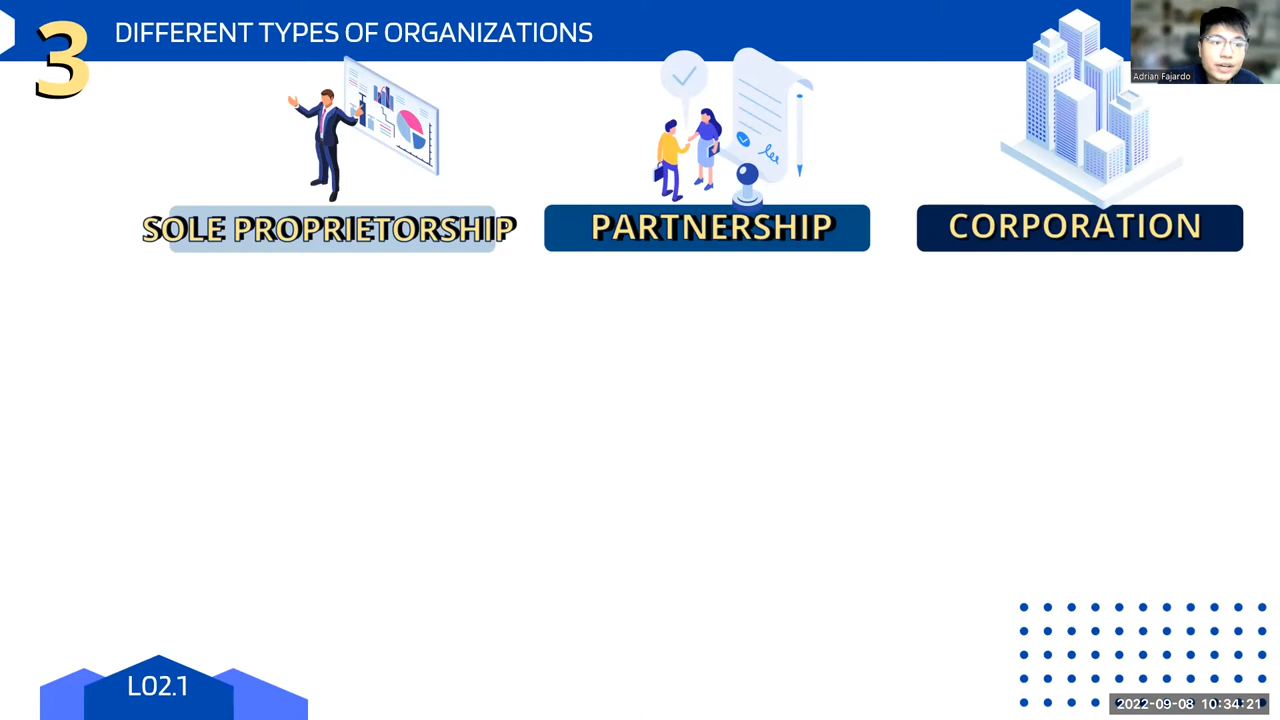 3
DIFFERENT TYPES OF ORGANIZATIONS
Adrian Fajardo
SOLE PROPRIETORSHIP
PARTNERSHIP
CORPORATION
LO2.1
2022-09-08 10:34:21